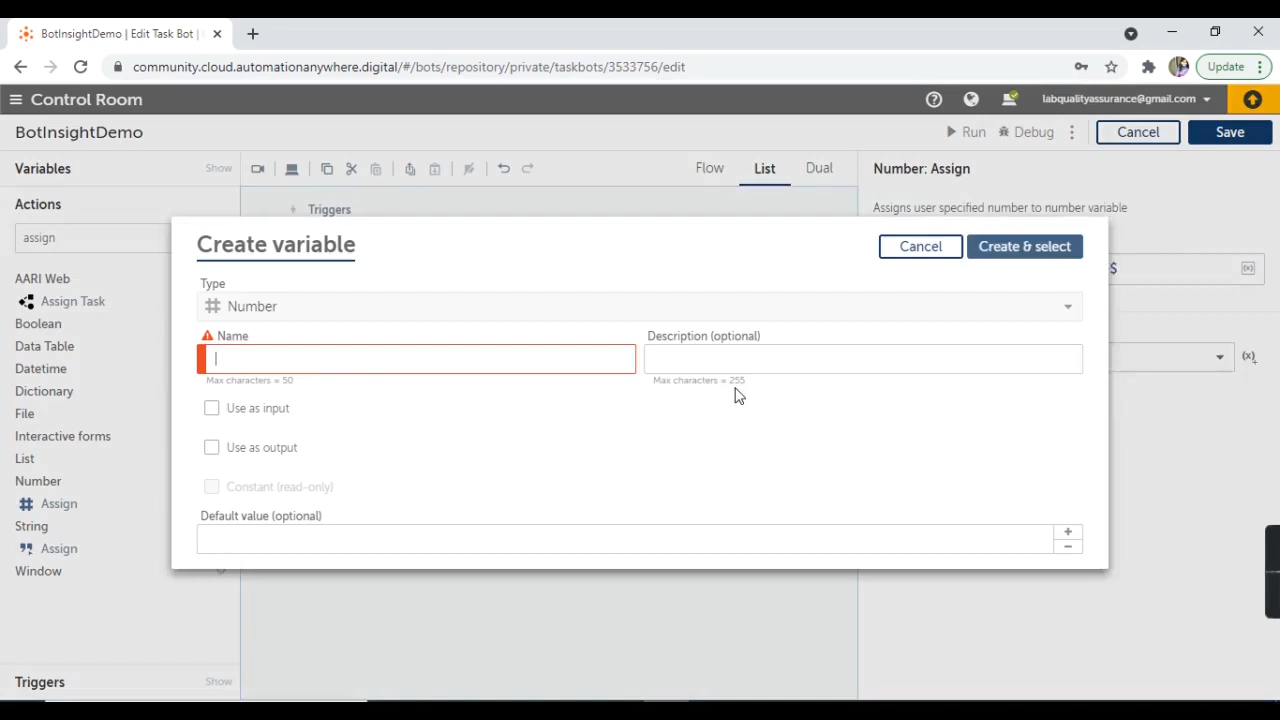 BotInsightDemo | Edit Task Bot |
community.cloud.automationanywhere.digital/#/bots/repository/private/taskbots/3533756/edit
Update
Control Room
labqualityassurance@gmail.com
BotInsightDemo
Run
Debug
Cancel
Save
Variables
Show
Flow
List
Dual
Number: Assign
Actions
Triggers
Assigns user specified number to number variable
assign
Create variable
Cancel
Create & select
$
AARI Web
Assign Task
Boolean
Data Table
Datetime
Dictionary
File
Interactive forms
List
Number
Assign
String
Assign
Window
Type
Number
Name
Description (optional)
Max characters = 50
Max characters = 255
Use as input
Use as output
Constant (read-only)
Default value (optional)
Triggers
Show